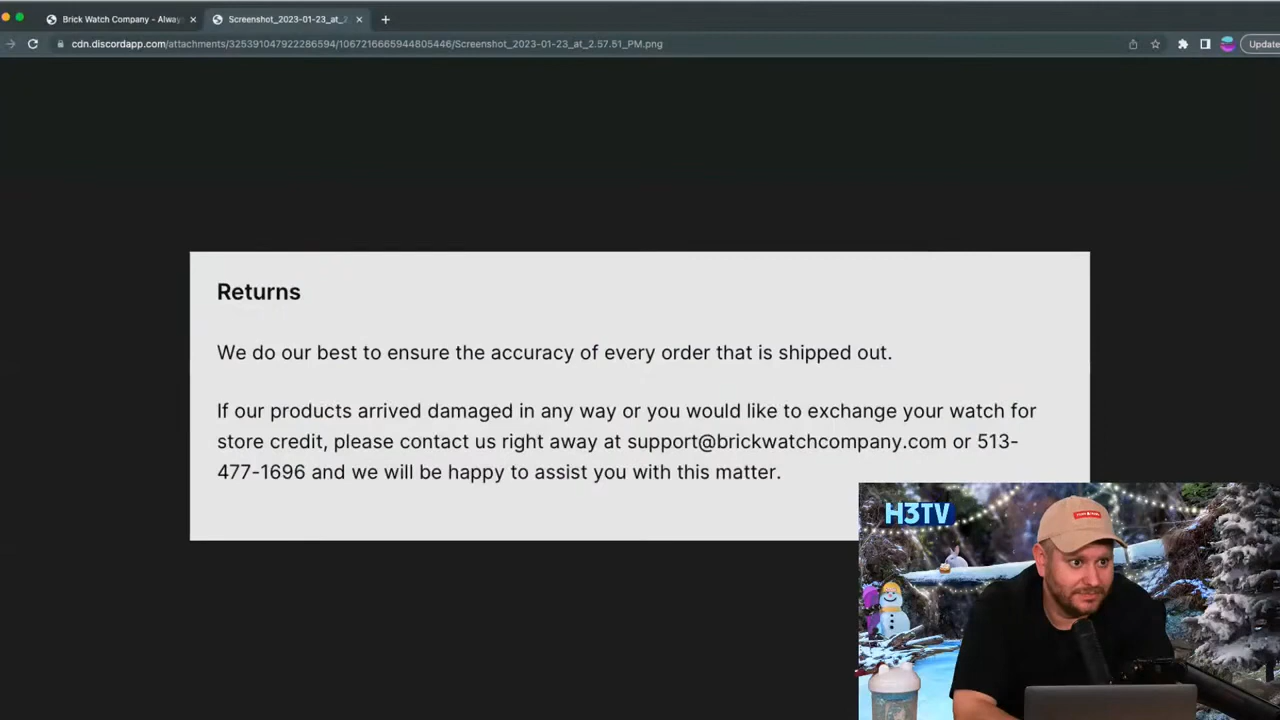 Brick Watch Company - Alway
Screenshot_2023-01-23_at_2
cdn.discordapp.com/attachments/325391047922286594/1067216665944805446/Screenshot_2023-01-23_at_2.57.51_PM.png
Update
Returns
We do our best to ensure the accuracy of every order that is shipped out.
If our products arrived damaged in any way or you would like to exchange your watch for
store credit, please contact us right away at support@brickwatchcompany.com or 513-
477-1696 and we will be happy to assist you with this matter.
H3TV